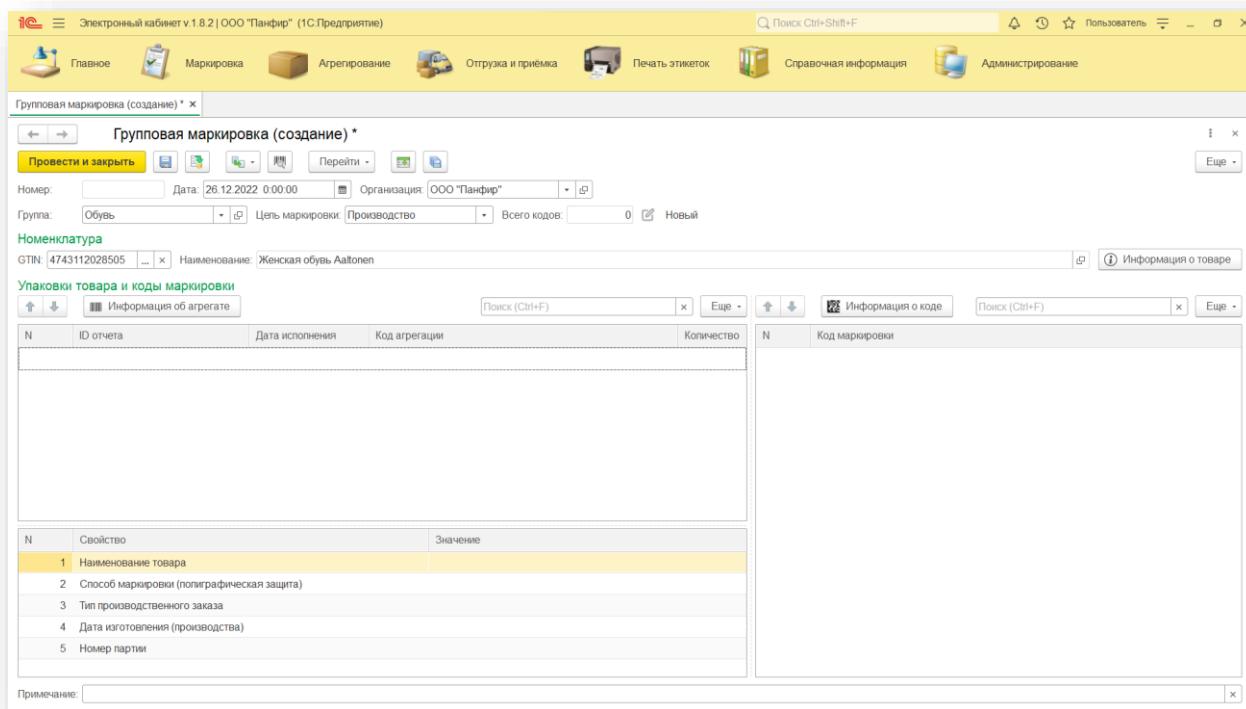 1С Электронный кабинет v.1.8.2 | ООО "Панфир" (1С:Предприятие) Поиск Ctrl+Shift+F Пользователь
Главное Маркировка Агрегирование Отгрузка и приёмка Печать этикеток Справочная информация Администрирование
Групповая маркировка (создание) * ×
Групповая маркировка (создание) *
Провести и закрыть Перейти Еще
Номер: Дата: 26.12.2022 0:00:00 Организация: ООО "Панфир"
Группа: Обувь Цель маркировки: Производство Всего кодов: 0 Новый
Номенклатура
GTIN: 4743112028505 ... × Наименование: Женская обувь Aaltonen Информация о товаре
Упаковки товара и коды маркировки
Информация об агрегате Поиск (Ctrl+F) × Еще Информация о коде Поиск (Ctrl+F) × Еще
N ID отчета Дата исполнения Код агрегации Количество N Код маркировки
N Свойство Значение
1 Наименование товара
2 Способ маркировки (полиграфическая защита)
3 Тип производственного заказа
4 Дата изготовления (производства)
5 Номер партии
Примечание: ×